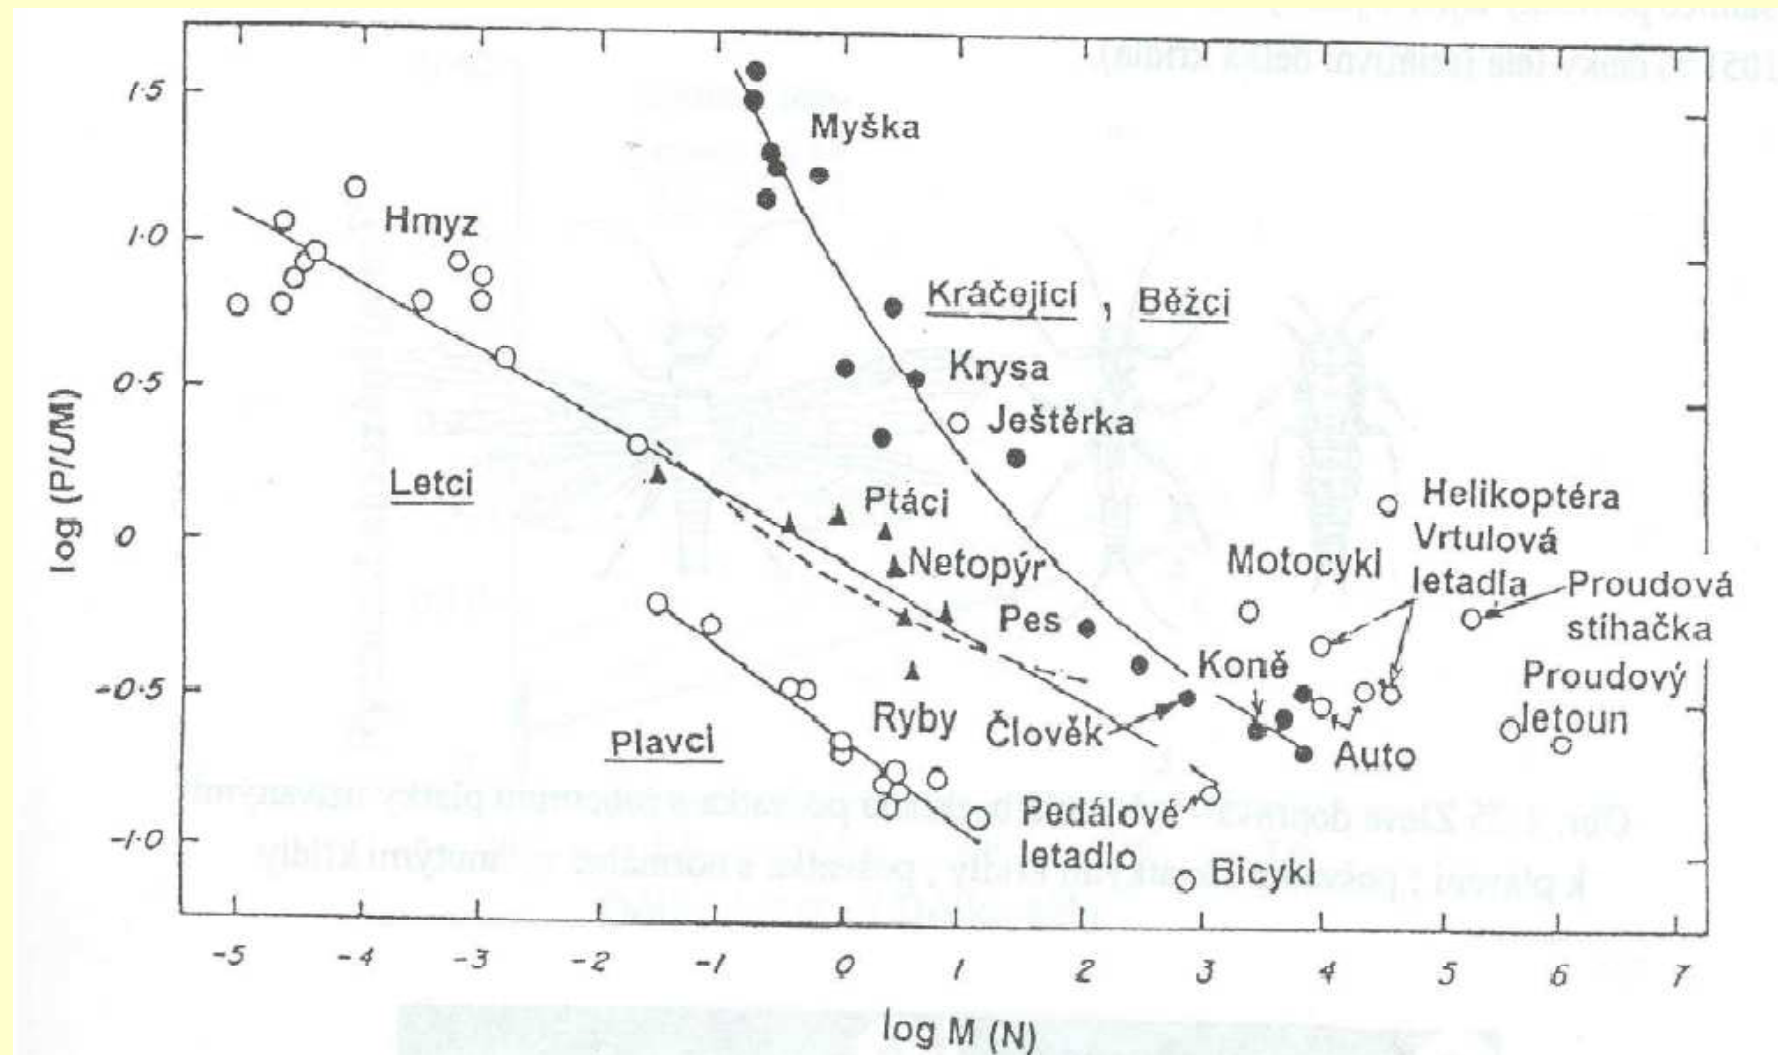 1·5
Myška
1·0
Hmyz
Kráčející , Běžci
0·5
Krysa
Ještěrka
log (P/UM)
Letci
Ptáci
Helikoptéra
0
Netopýr
Motocykl
Vrtulová
letadla
Pes
Proudová
stíhačka
Koně
-0·5
Ryby
Člověk
Proudový
letoun
Plavci
Auto
Pedálové
letadlo
-1·0
Bicykl
-5 -4 -3 -2 -1 0 1 2 3 4 5 6 7
log M (N)